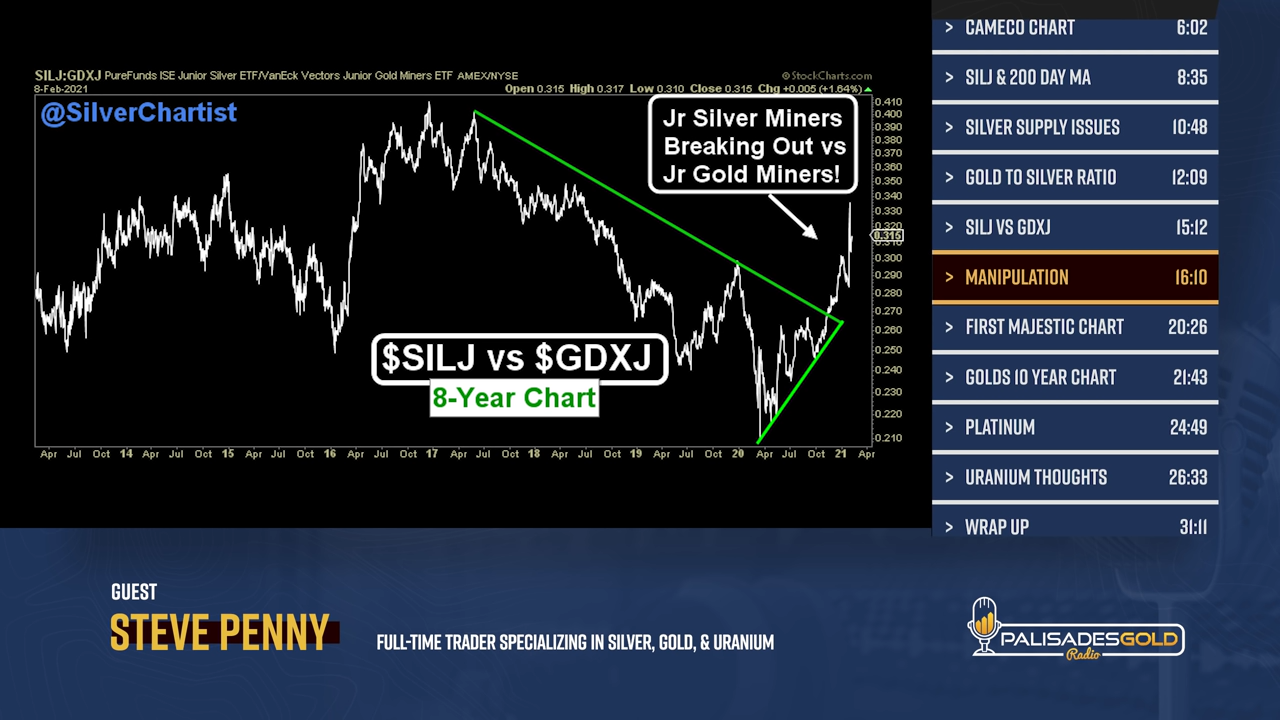 SILJ:GDXJ PureFunds ISE Junior Silver ETF/VanEck Vectors Junior Gold Miners ETF AMEX/NYSE
© StockCharts.com
8-Feb-2021
Open 0.315 High 0.317 Low 0.310 Close 0.315 Chg +0.005 (+1.64%)
@SilverChartist
Jr Silver Miners
Breaking Out vs
Jr Gold Miners!
$SILJ vs $GDXJ
8-Year Chart
0.410
0.400
0.390
0.380
0.370
0.360
0.350
0.340
0.330
0.320
0.315
0.310
0.300
0.290
0.280
0.270
0.260
0.250
0.240
0.230
0.220
0.210
Apr Jul Oct 14 Apr Jul Oct 15 Apr Jul Oct 16 Apr Jul Oct 17 Apr Jul Oct 18 Apr Jul Oct 19 Apr Jul Oct 20 Apr Jul Oct 21 Apr
> CAMECO CHART 6:02
> SILJ & 200 DAY MA 8:35
> SILVER SUPPLY ISSUES 10:48
> GOLD TO SILVER RATIO 12:09
> SILJ VS GDXJ 15:12
> MANIPULATION 16:10
> FIRST MAJESTIC CHART 20:26
> GOLDS 10 YEAR CHART 21:43
> PLATINUM 24:49
> URANIUM THOUGHTS 26:33
> WRAP UP 31:11
GUEST
STEVE PENNY
FULL-TIME TRADER SPECIALIZING IN SILVER, GOLD, & URANIUM
PALISADESGOLD
Radio